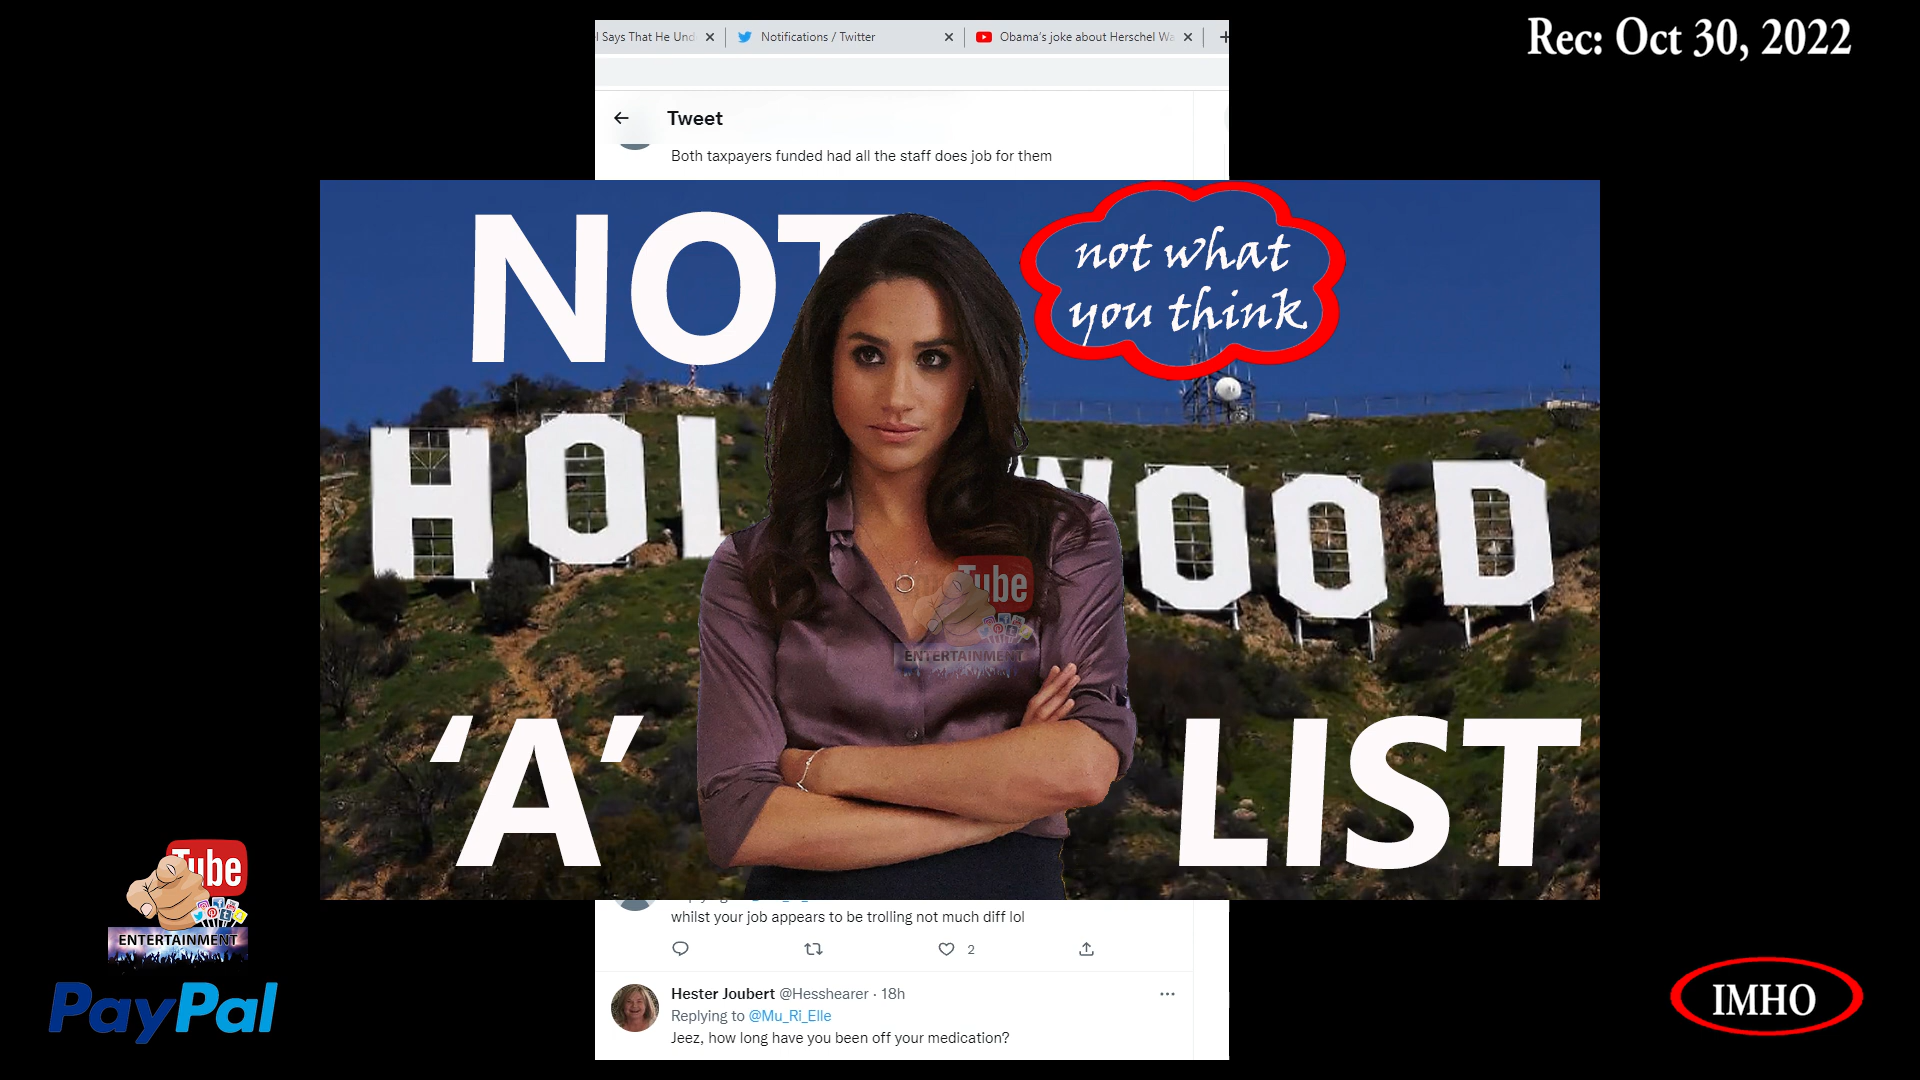 l Says That He Und
Notifications / Twitter
Obama's joke about Herschel Wa
Rec: Oct 30, 2022
Tweet
Both taxpayers funded had all the staff does job for them
NOT
not what
you think
HOL WOOD
Tube
ENTERTAINMENT
'A' LIST
Tube
ENTERTAINMENT
PayPal
whilst your job appears to be trolling not much diff lol
2
Hester Joubert @Hesshearer · 18h
Replying to @Mu_Ri_Elle
Jeez, how long have you been off your medication?
IMHO